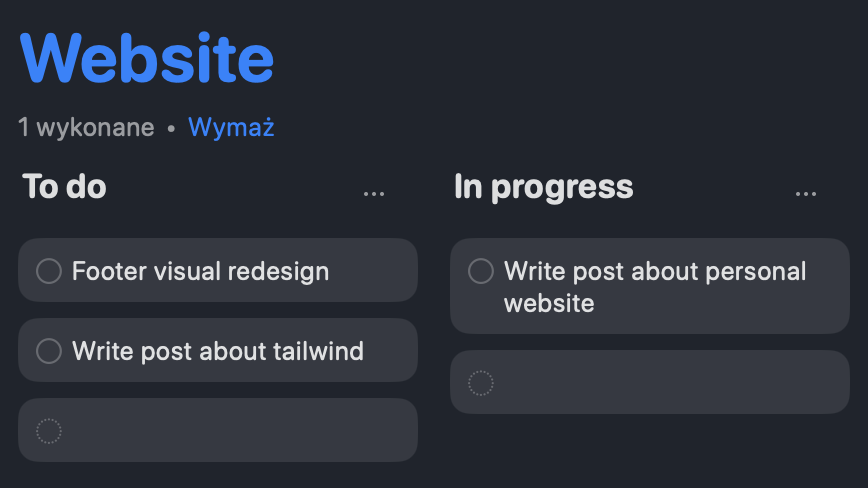 Website
1 wykonane • Wymaż
To do ...
Footer visual redesign
Write post about tailwind
In progress ...
Write post about personal
website